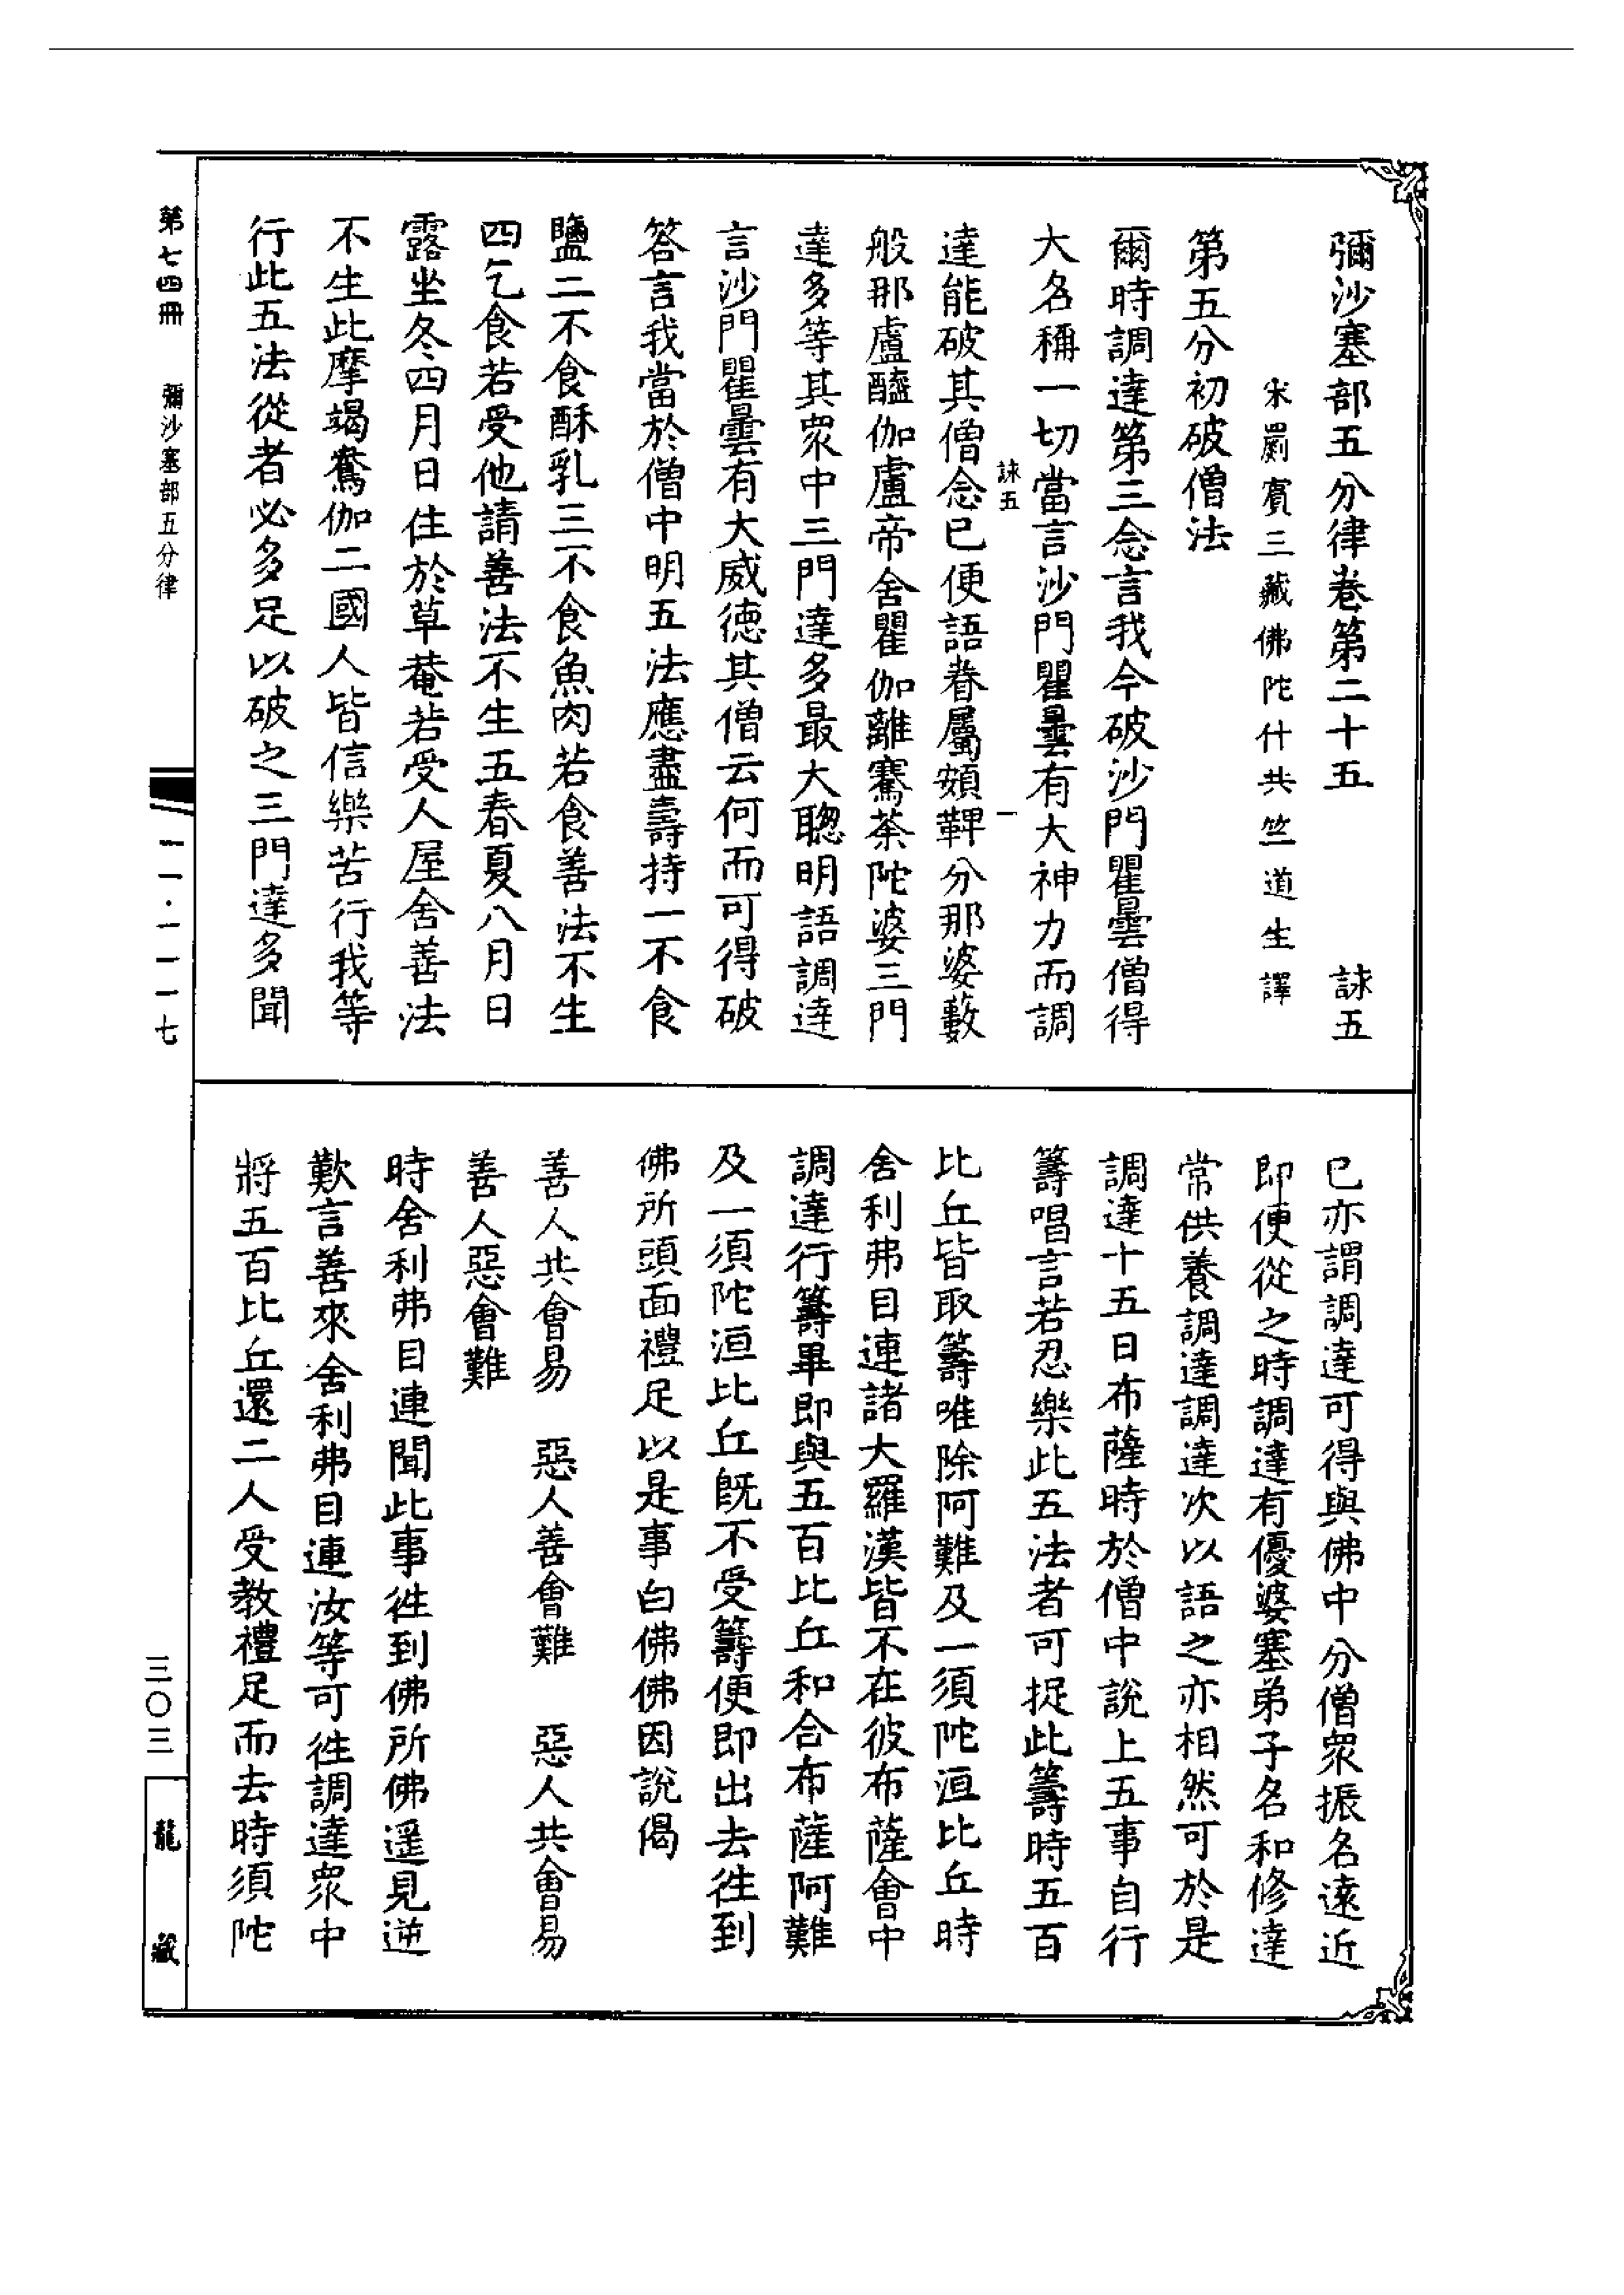 彌沙塞部五分律卷第二十五 詠五
宋罽賓三藏佛陀什共竺道生譯
第五分初破僧法
爾時調達第三念言我今破沙門瞿曇僧得
大名稱一切當言沙門瞿曇有大神力而調
詠五 一
達能破其僧念已便語眷屬頞鞞分那婆藪
般那盧醯伽盧帝舍瞿伽離騫荼陀婆三門
達多等其眾中三門達多最大聰明語調達
言沙門瞿曇有大威德其僧云何而可得破
答言我當於僧中明五法應盡壽持一不食
鹽二不食酥乳三不食魚肉若食善法不生
四乞食若受他請善法不生五春夏八月日
露坐冬四月日住於草菴若受人屋舍善法
不生此摩竭鴦伽二國人皆信樂苦行我等
行此五法從者必多足以破之三門達多聞
已亦謂調達可得與佛中分僧眾振名遠近
即便從之時調達有優婆塞弟子名和修達
常供養調達調達次以語之亦相然可於是
調達十五日布薩時於僧中說上五事自行
籌唱言若忍樂此五法者可捉此籌時五百
比丘皆取籌唯除阿難及一須陀洹比丘時
舍利弗目連諸大羅漢皆不在彼布薩會中
調達行籌畢即與五百比丘和合布薩阿難
及一須陀洹比丘既不受籌便即出去往到
佛所頭面禮足以是事白佛佛因說偈
善人共會易 惡人善會難 惡人共會易
善人惡會難
時舍利弗目連聞此事往到佛所佛遥見逆
歎言善來舍利弗目連汝等可往調達眾中
將五百比丘還二人受教禮足而去時須陀
第七四冊 彌沙塞部五分律
一一·一一一七
三〇三
龍藏